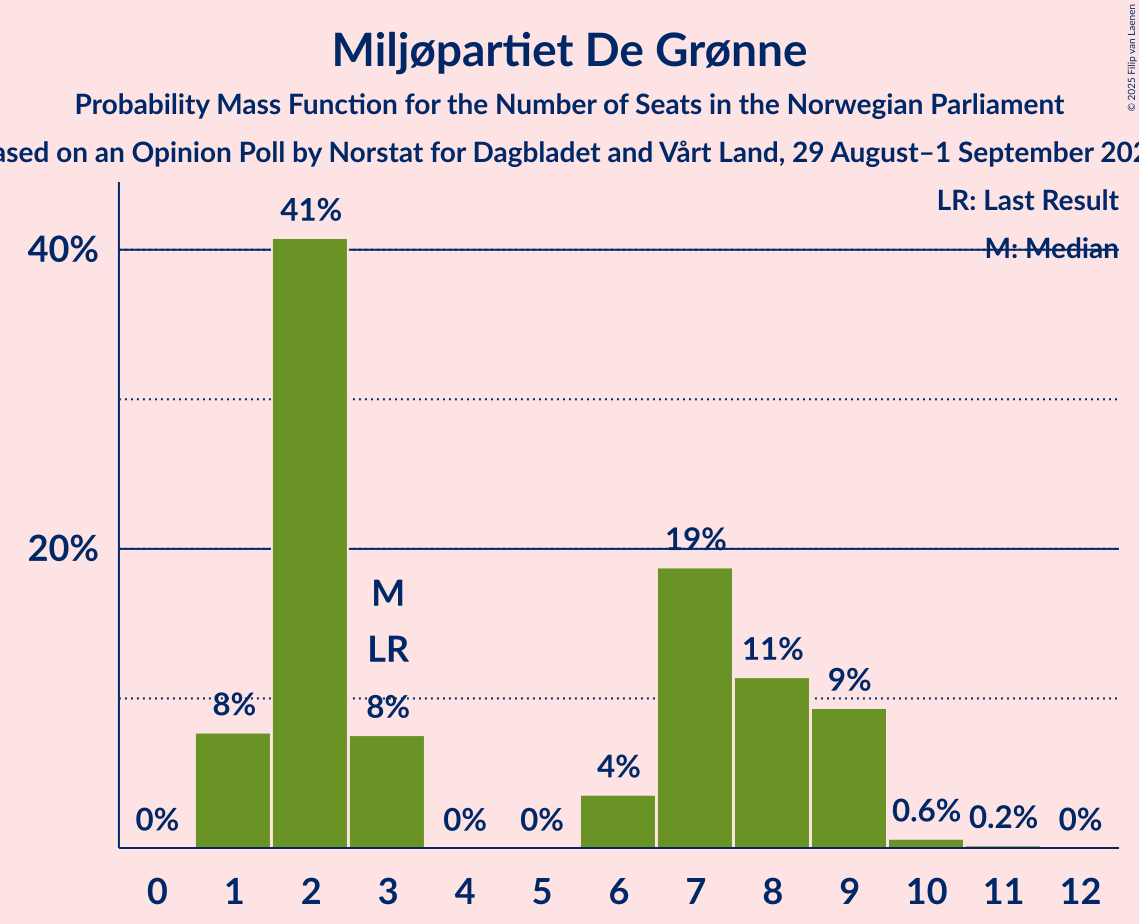 Miljøpartiet De Grønne
Probability Mass Function for the Number of Seats in the Norwegian Parliament
on an Opinion Poll by Norstat for Dagbladet and Vårt Land, 29 August–1 September
© 2025 Filip van Laenen
LR: Last Result
M: Median
40%
20%
0%
8%
41%
M
LR
8%
0%
0%
4%
19%
11%
9%
0.6%
0.2%
0%
0 1 2 3 4 5 6 7 8 9 10 11 12